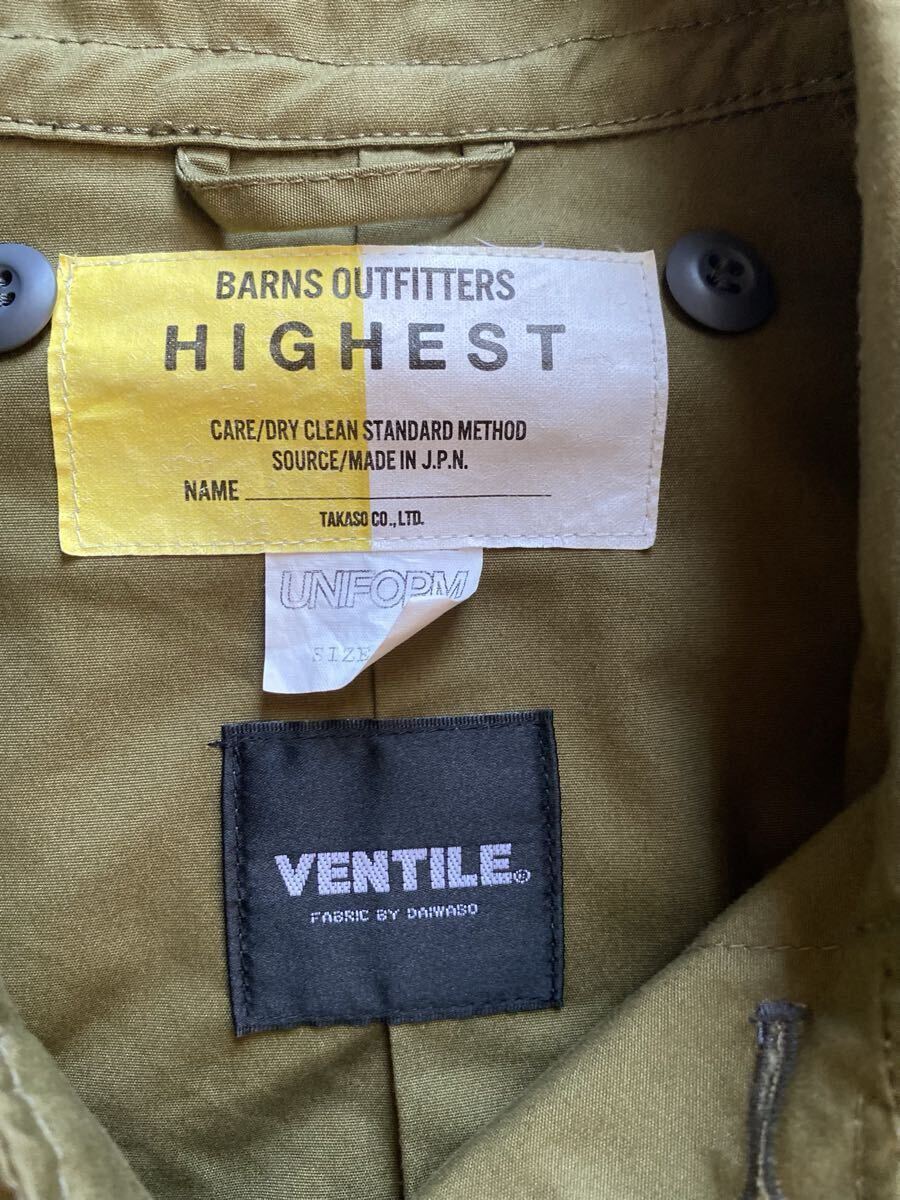 BARNS OUTFITTERS
HIGHEST
CARE/DRY CLEAN STANDARD METHOD
SOURCE/MADE IN J.P.N.
NAME
TAKASO CO.,LTD.
UNIFORM
SIZE
VENTILE®
FABRIC BY DAIWABO